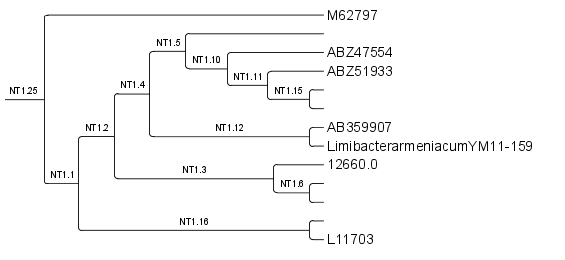 M62797
NT1.5
ABZ47554
NT1.10
ABZ51933
NT1.11
NT1.4
NT1.15
NT1.25
AB359907
NT1.2
NT1.12
LimibacterarmeniacumYM11-159
12660.0
NT1.3
NT1.1
NT1.6
NT1.16
L11703